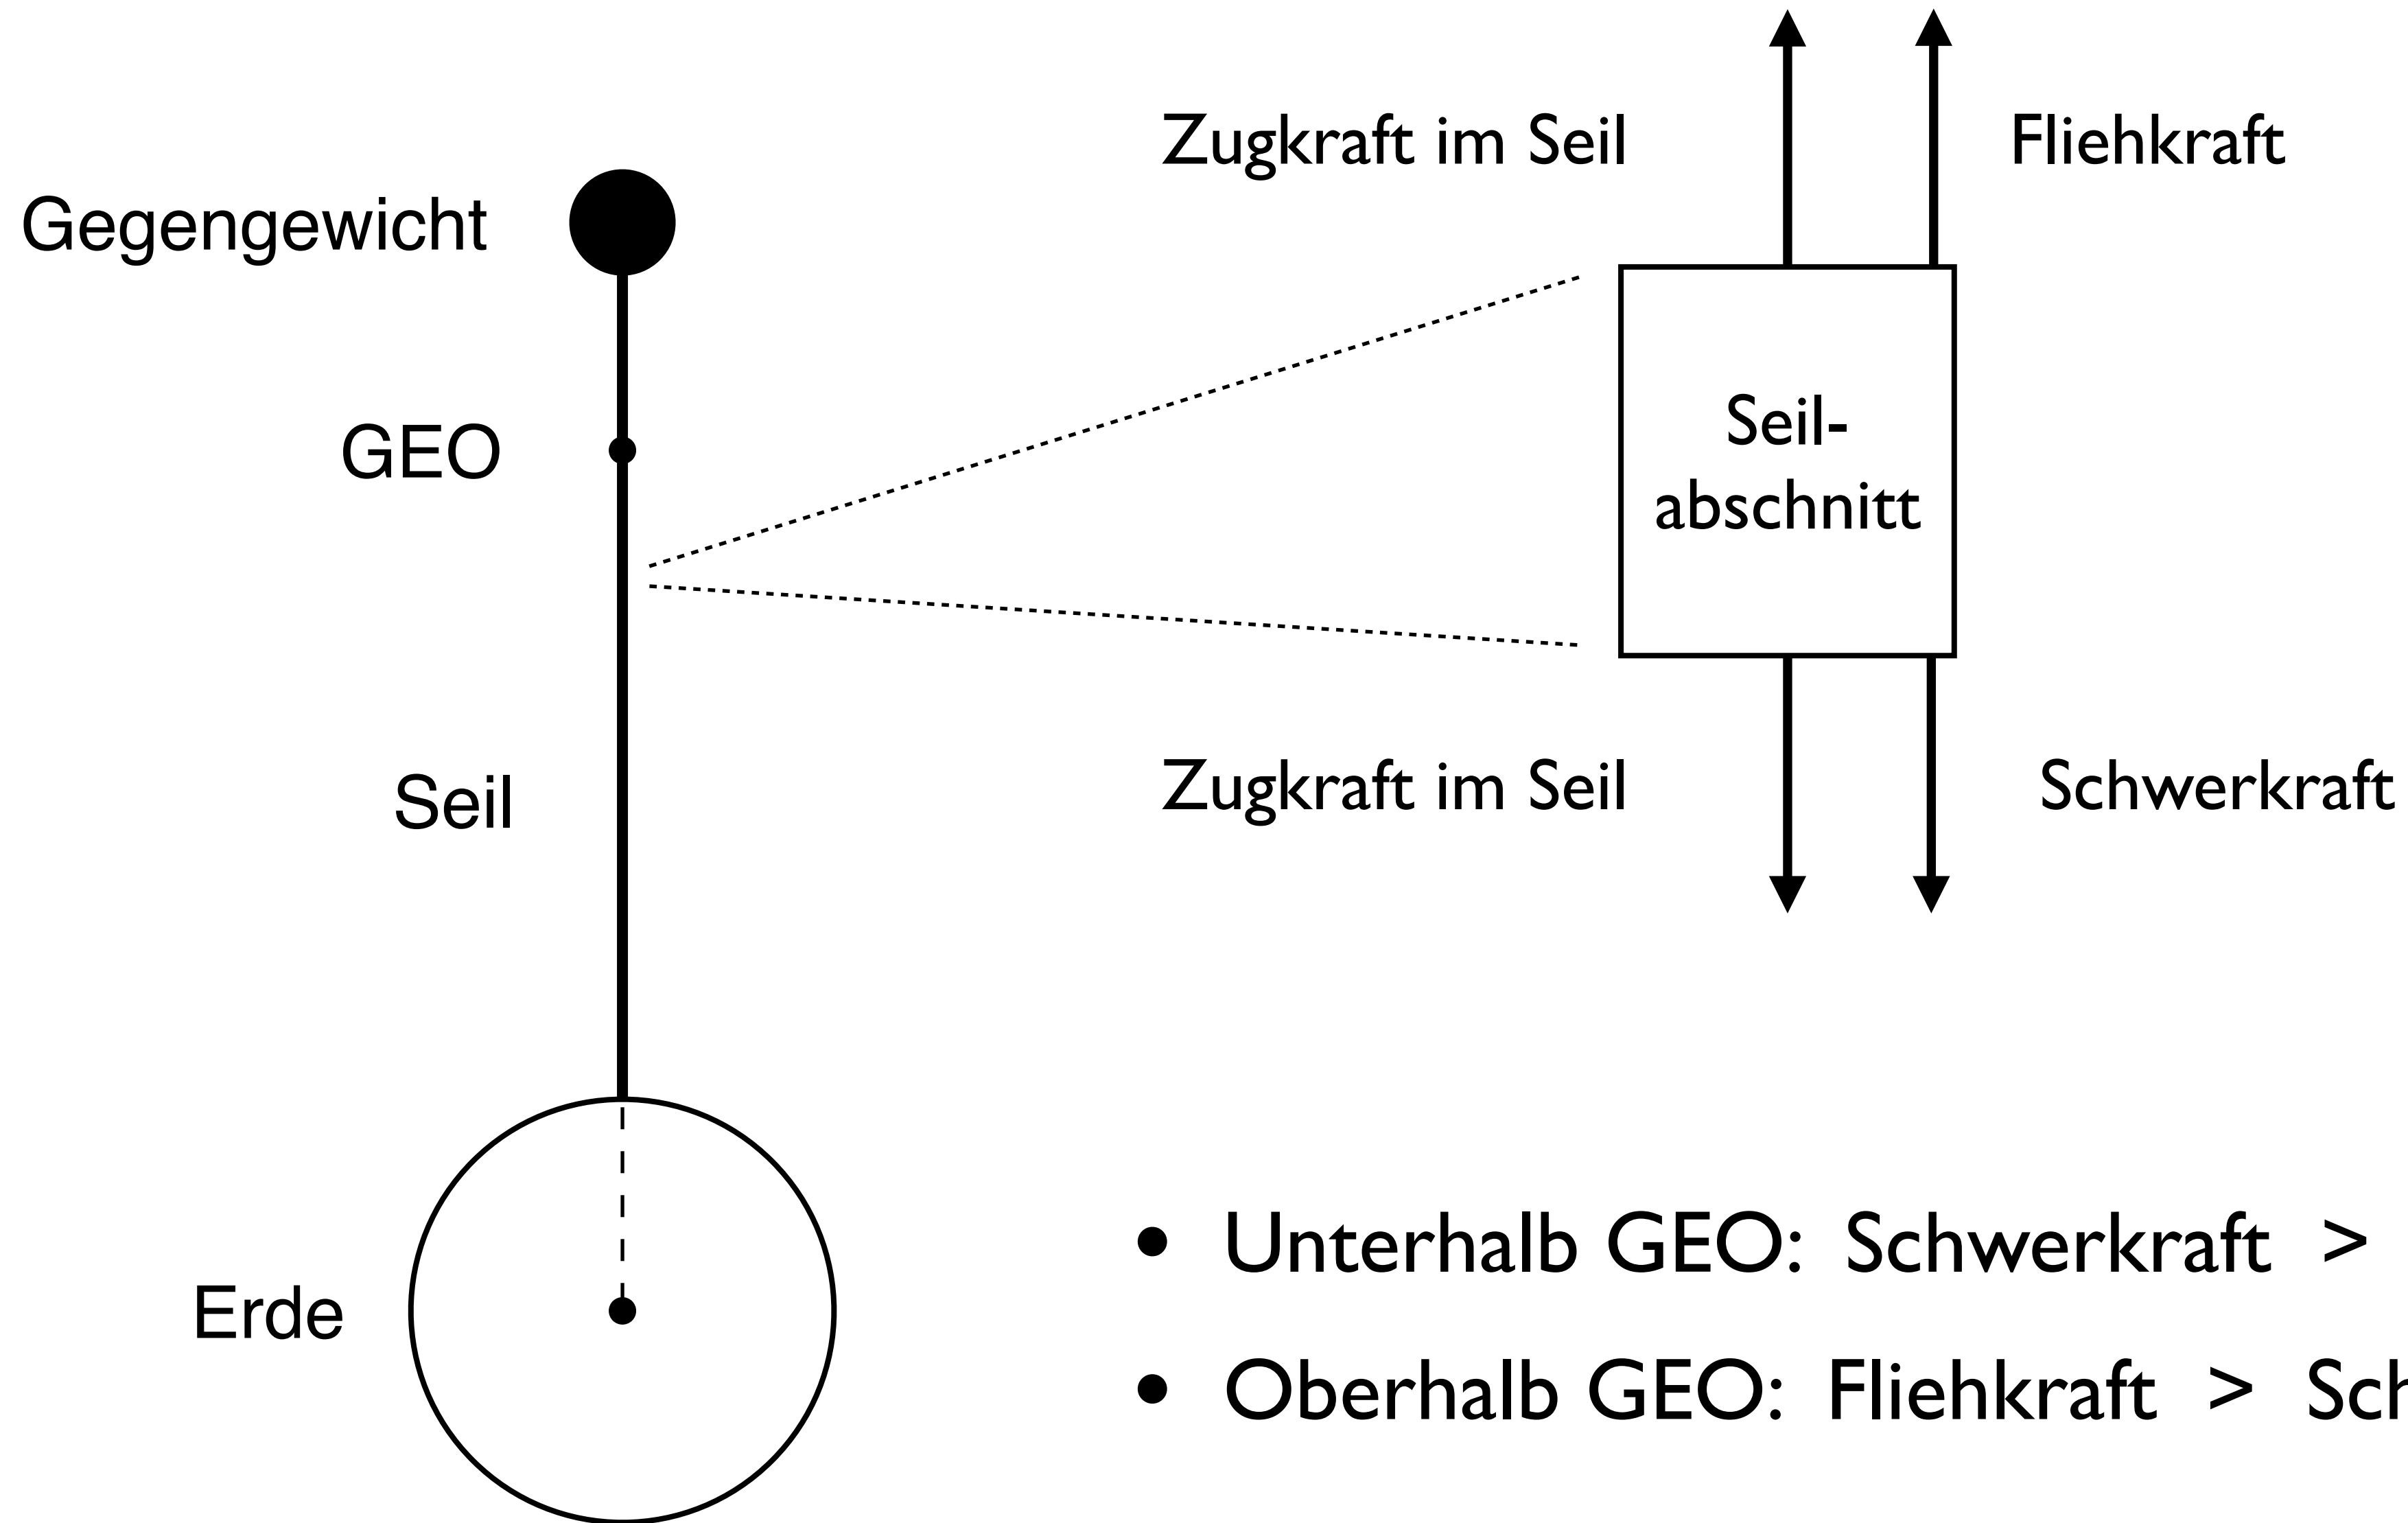 Zugkraft im Seil
Fliehkraft
Gegengewicht
GEO
Seil-
abschnitt
Seil
Zugkraft im Seil
Schwerkraft
• Unterhalb GEO: Schwerkraft >
Erde
• Oberhalb GEO: Fliehkraft >